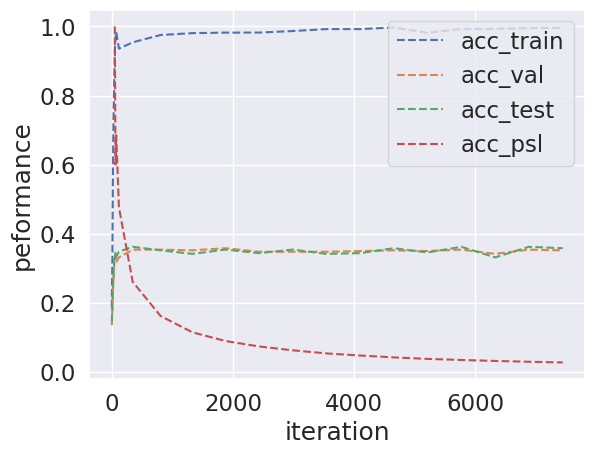 1.0
0.8
0.6
0.4
0.2
0.0
peformance
acc_train
acc_val
acc_test
acc_psl
0 2000 4000 6000
iteration